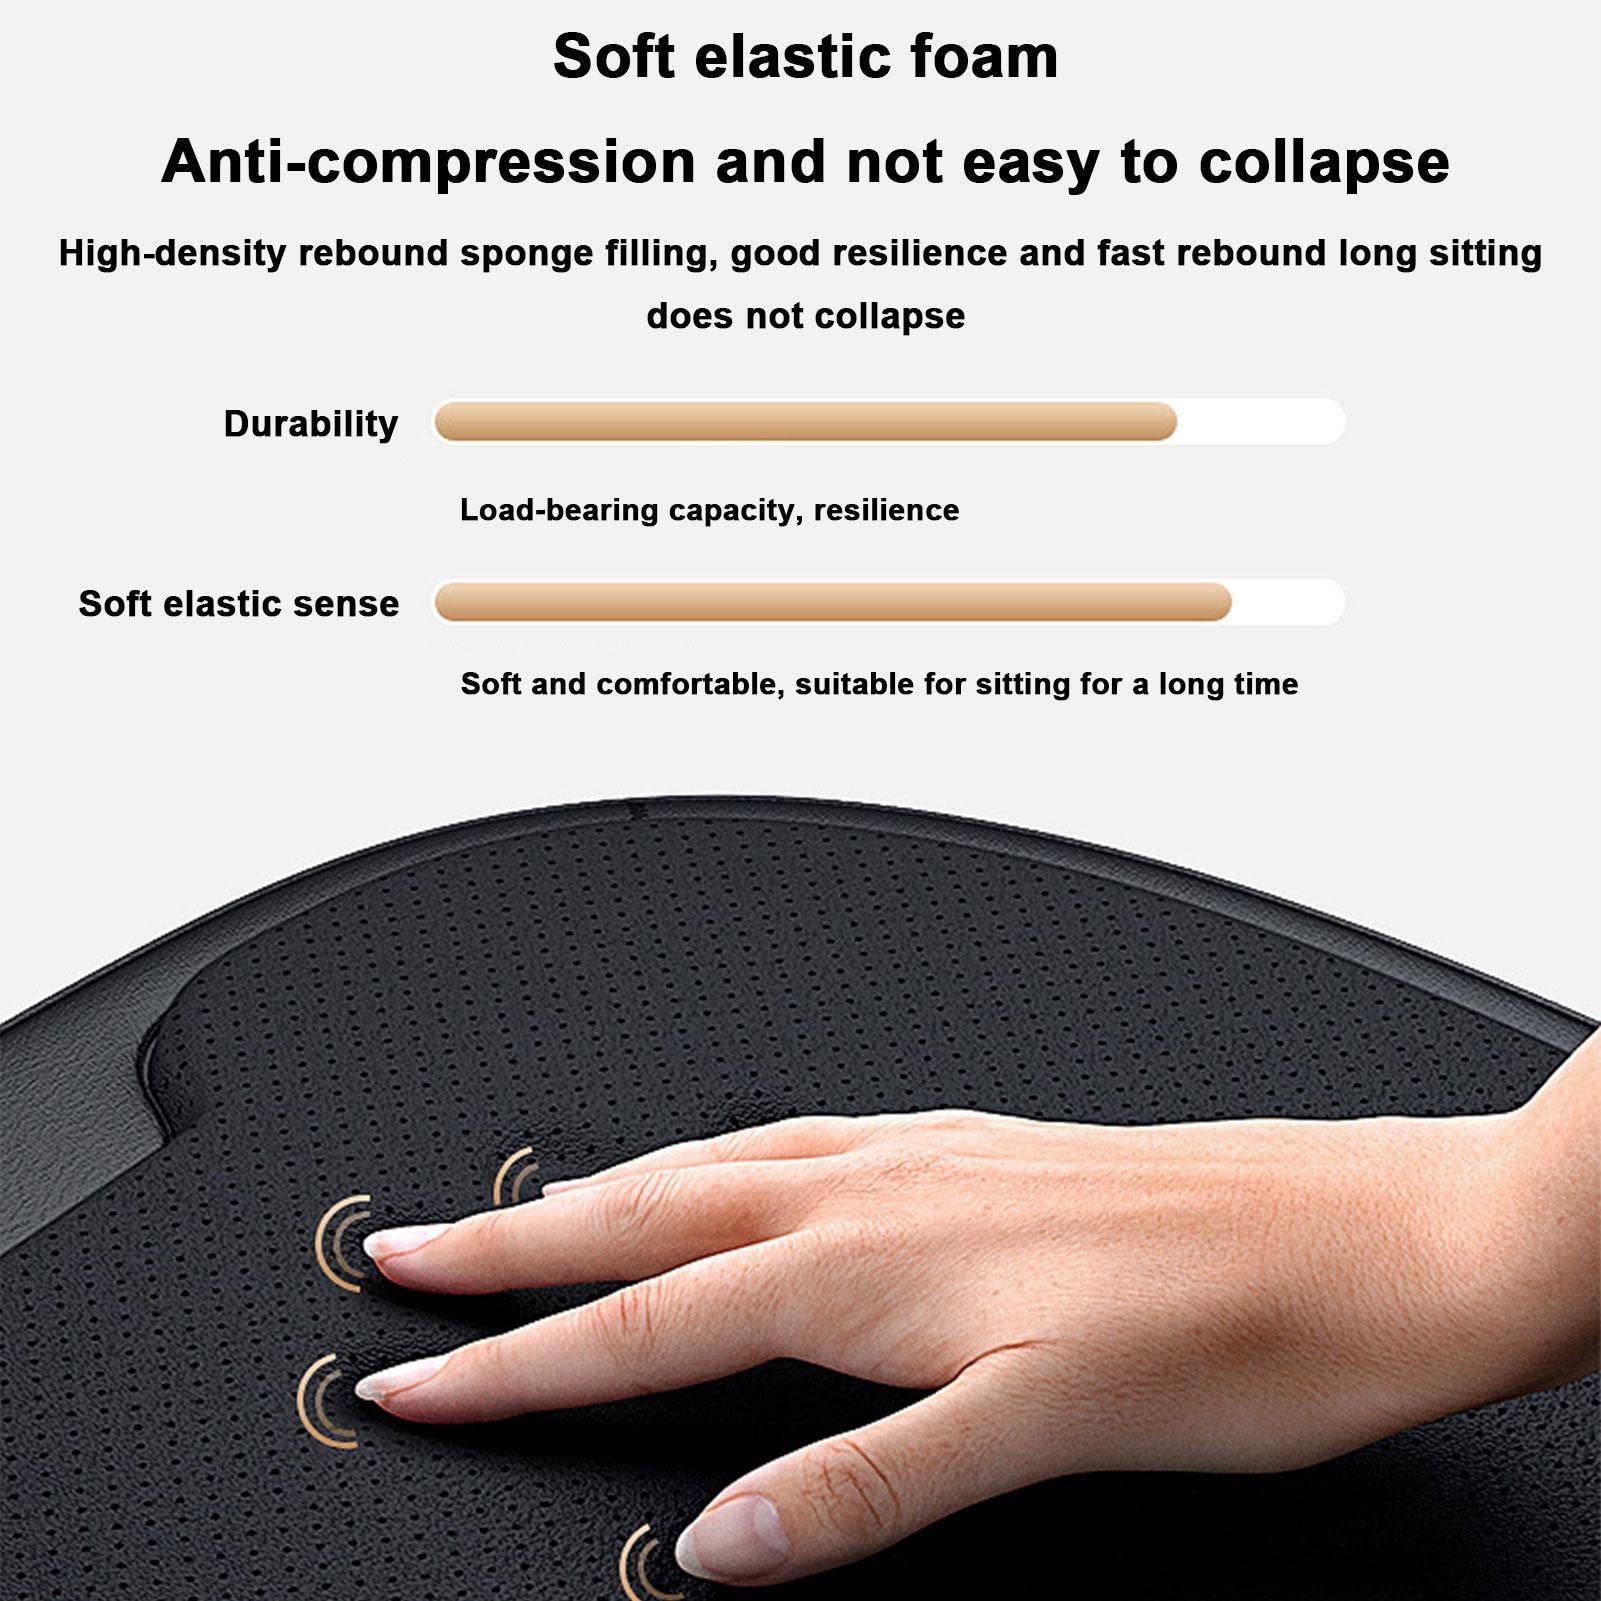 Soft elastic foam
Anti-compression and not easy to collapse
High-density rebound sponge filling, good resilience and fast rebound long sitting
does not collapse
Durability
Load-bearing capacity, resilience
Soft elastic sense
Soft and comfortable, suitable for sitting for a long time